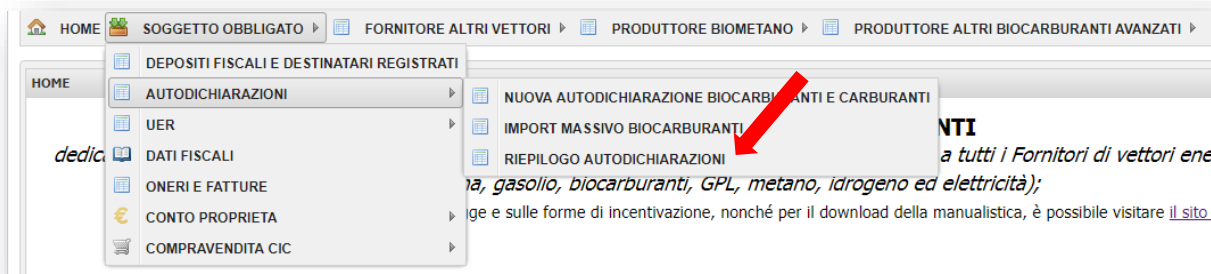 HOME SOGGETTO OBBLIGATO FORNITORE ALTRI VETTORI PRODUTTORE BIOMETANO PRODUTTORE ALTRI BIOCARBURANTI AVANZATI
DEPOSITI FISCALI E DESTINATARI REGISTRATI
HOME
AUTODICHIARAZIONI
NUOVA AUTODICHIARAZIONE BIOCARBURANTI E CARBURANTI
UER
IMPORT MASSIVO BIOCARBURANTI
NTI
dedic
DATI FISCALI
RIEPILOGO AUTODICHIARAZIONI
a tutti i Fornitori di vettori ene
ONERI E FATTURE
na, gasolio, biocarburanti, GPL, metano, idrogeno ed elettricità);
CONTO PROPRIETA
ge e sulle forme di incentivazione, nonché per il download della manualistica, è possibile visitare il sito
COMPRAVENDITA CIC